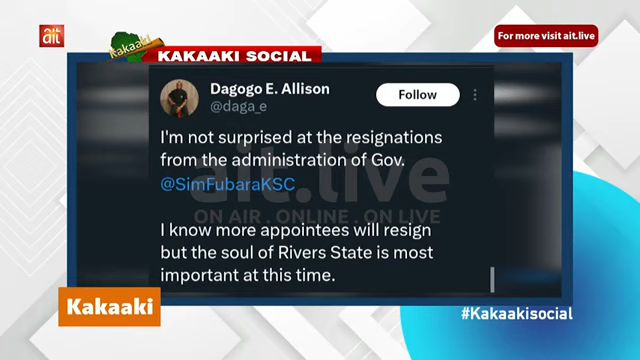 ait
For more visit ait.live
Kakaaki
KAKAAKI SOCIAL
Dagogo E. Allison
@daga_e
Follow
I'm not surprised at the resignations
from the administration of Gov.
@SimFubaraKSC
ait.live
ON AIR . ONLINE . ON LIVE
I know more appointees will resign
but the soul of Rivers State is most
important at this time.
Kakaaki
#Kakaakisocial